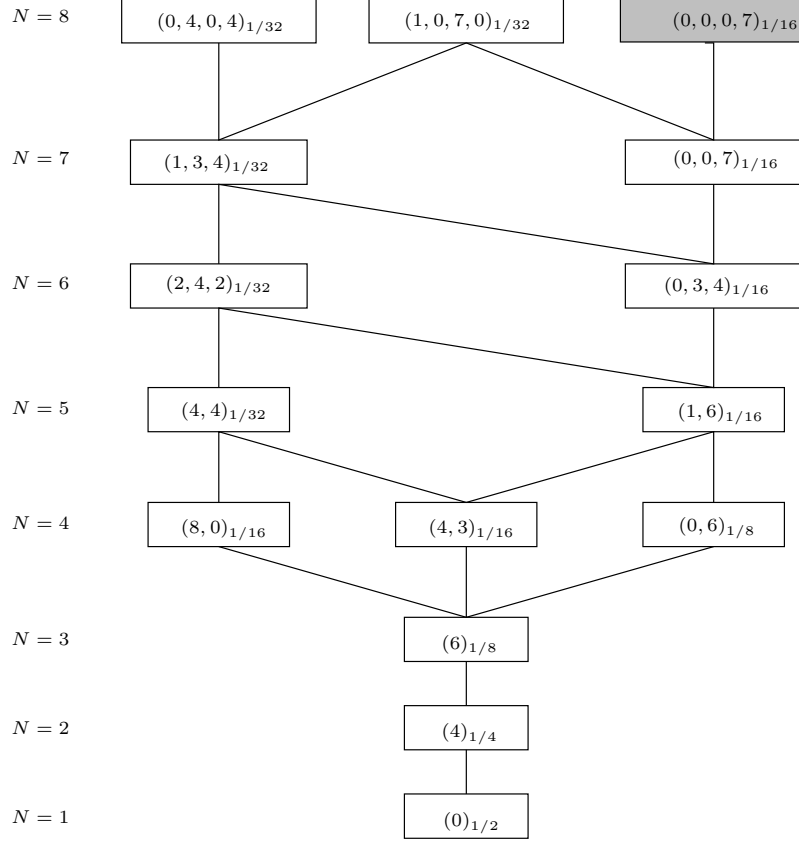 N = 8 (0, 4, 0, 4)1/32 (1, 0, 7, 0)1/32 (0, 0, 0, 7)1/16
N = 7 (1, 3, 4)1/32 (0, 0, 7)1/16
N = 6 (2, 4, 2)1/32 (0, 3, 4)1/16
N = 5 (4, 4)1/32 (1, 6)1/16
N = 4 (8, 0)1/16 (4, 3)1/16 (0, 6)1/8
N = 3 (6)1/8
N = 2 (4)1/4
N = 1 (0)1/2